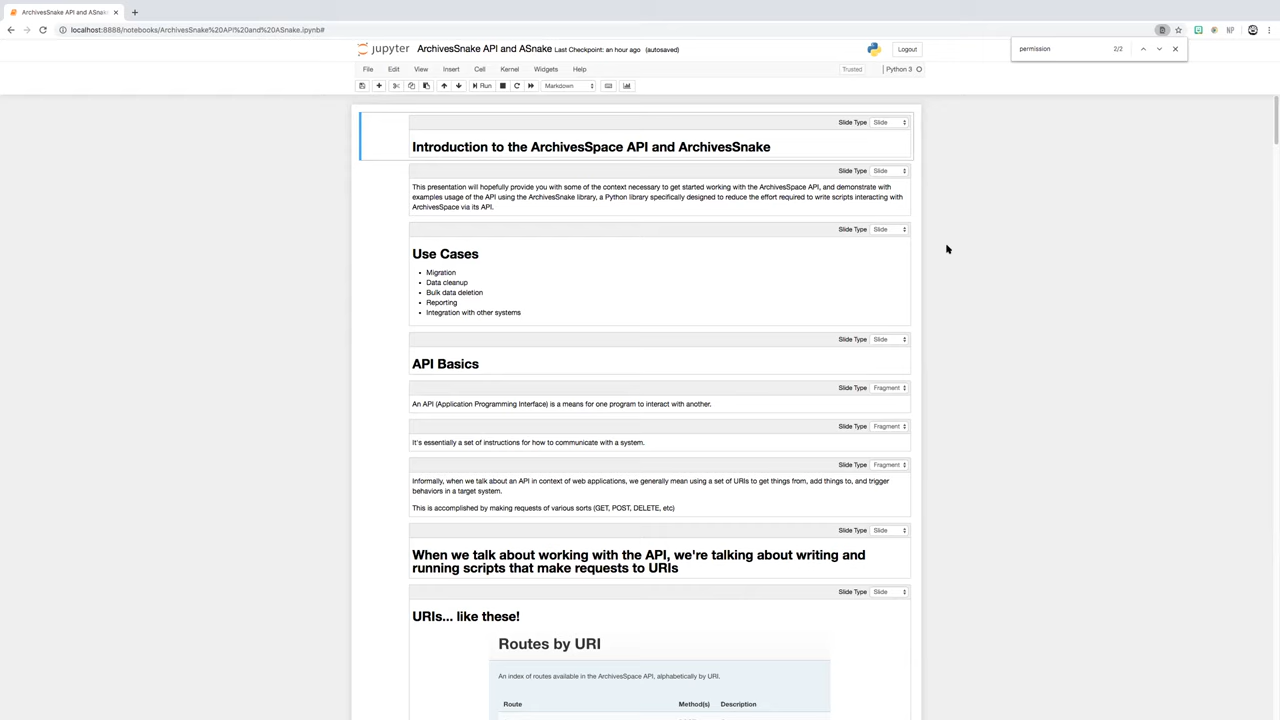 ArchivesSnake API and ASnake
localhost:8888/notebooks/ArchivesSnake%20API%20and%20ASnake.ipynb#
NP
permission 2/2
jupyter ArchivesSnake API and ASnake Last Checkpoint: an hour ago (autosaved)
Logout
File Edit View Insert Cell Kernel Widgets Help
Trusted Python 3
Run Markdown
Slide Type Slide
Introduction to the ArchivesSpace API and ArchivesSnake
Slide Type Slide
This presentation will hopefully provide you with some of the context necessary to get started working with the ArchivesSpace API, and demonstrate with
examples usage of the API using the ArchivesSnake library, a Python library specifically designed to reduce the effort required to write scripts interacting with
ArchivesSpace via its API.
Slide Type Slide
Use Cases
• Migration
• Data cleanup
• Bulk data deletion
• Reporting
• Integration with other systems
Slide Type Slide
API Basics
Slide Type Fragment
An API (Application Programming Interface) is a means for one program to interact with another.
Slide Type Fragment
It's essentially a set of instructions for how to communicate with a system.
Slide Type Fragment
Informally, when we talk about an API in context of web applications, we generally mean using a set of URIs to get things from, add things to, and trigger
behaviors in a target system.
This is accomplished by making requests of various sorts (GET, POST, DELETE, etc)
Slide Type Slide
When we talk about working with the API, we're talking about writing and
running scripts that make requests to URIs
Slide Type Slide
URIs... like these!
Routes by URI
An index of routes available in the ArchivesSpace API, alphabetically by URI.
Route Method(s) Description